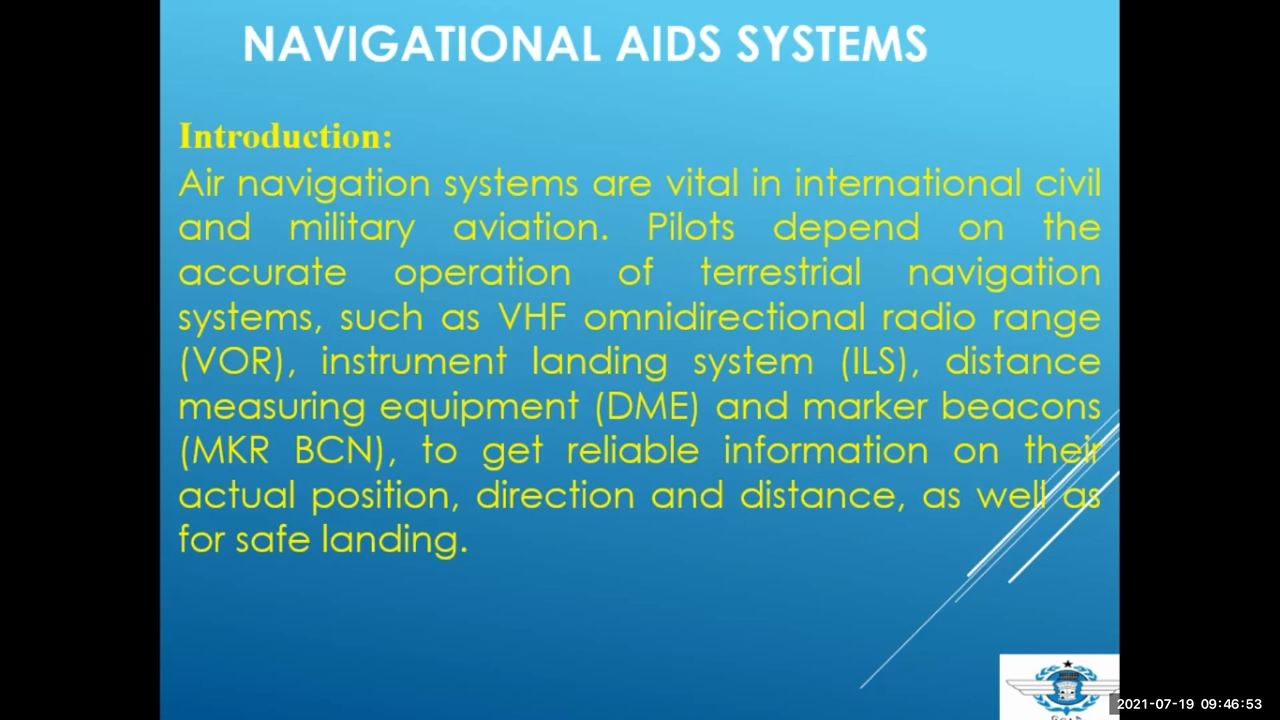 NAVIGATIONAL AIDS SYSTEMS
Introduction:
Air navigation systems are vital in international civil
and military aviation. Pilots depend on the
accurate operation of terrestrial navigation
systems, such as VHF omnidirectional radio range
(VOR), instrument landing system (ILS), distance
measuring equipment (DME) and marker beacons
(MKR BCN), to get reliable information on their
actual position, direction and distance, as well as
for safe landing.
2021-07-19 09:46:53